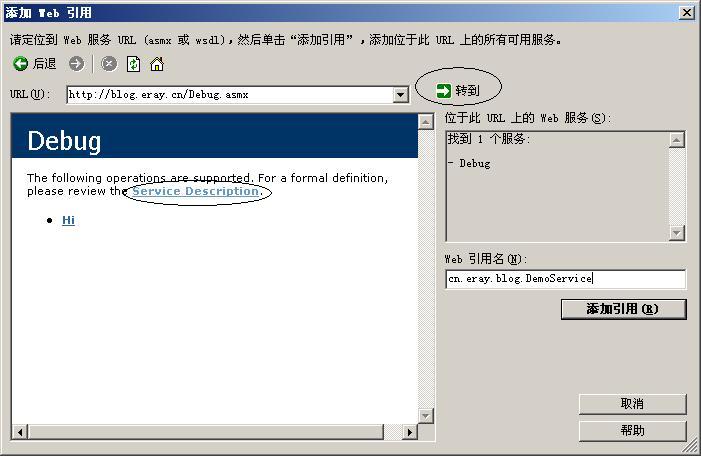 添加 Web 引用
请定位到 Web 服务 URL (asmx 或 wsdl)，然后单击“添加引用”，添加位于此 URL 上的所有可用服务。
后退
URL(U): http://blog.eray.cn/Debug.asmx 转到
位于此 URL 上的 Web 服务(S):
找到 1 个服务:
- Debug
Debug
The following operations are supported. For a formal definition,
please review the Service Description.
Hi
Web 引用名(N):
cn.eray.blog.DemoService
添加引用(R)
取消
帮助